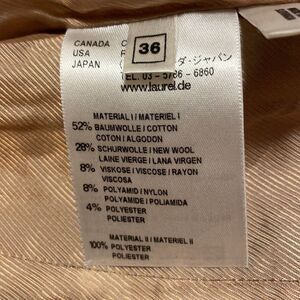 CANADA
USA
JAPAN
36
ダ・ジャパン
TEL. 03 - 5786 - 6860
www.laurel.de
MATERIAL I / MATERIEL I
52% BAUMWOLLE / COTTON
COTON / ALGODON
28% SCHURWOLLE / NEW WOOL
LAINE VIERGE / LANA VIRGEN
8% VISKOSE / VISCOSE / RAYON
VISCOSA
8% POLYAMID / NYLON
POLYAMIDE / POLIAMIDA
4% POLYESTER
POLIESTER
MATERIAL II / MATERIEL II
100% POLYESTER
POLIESTER